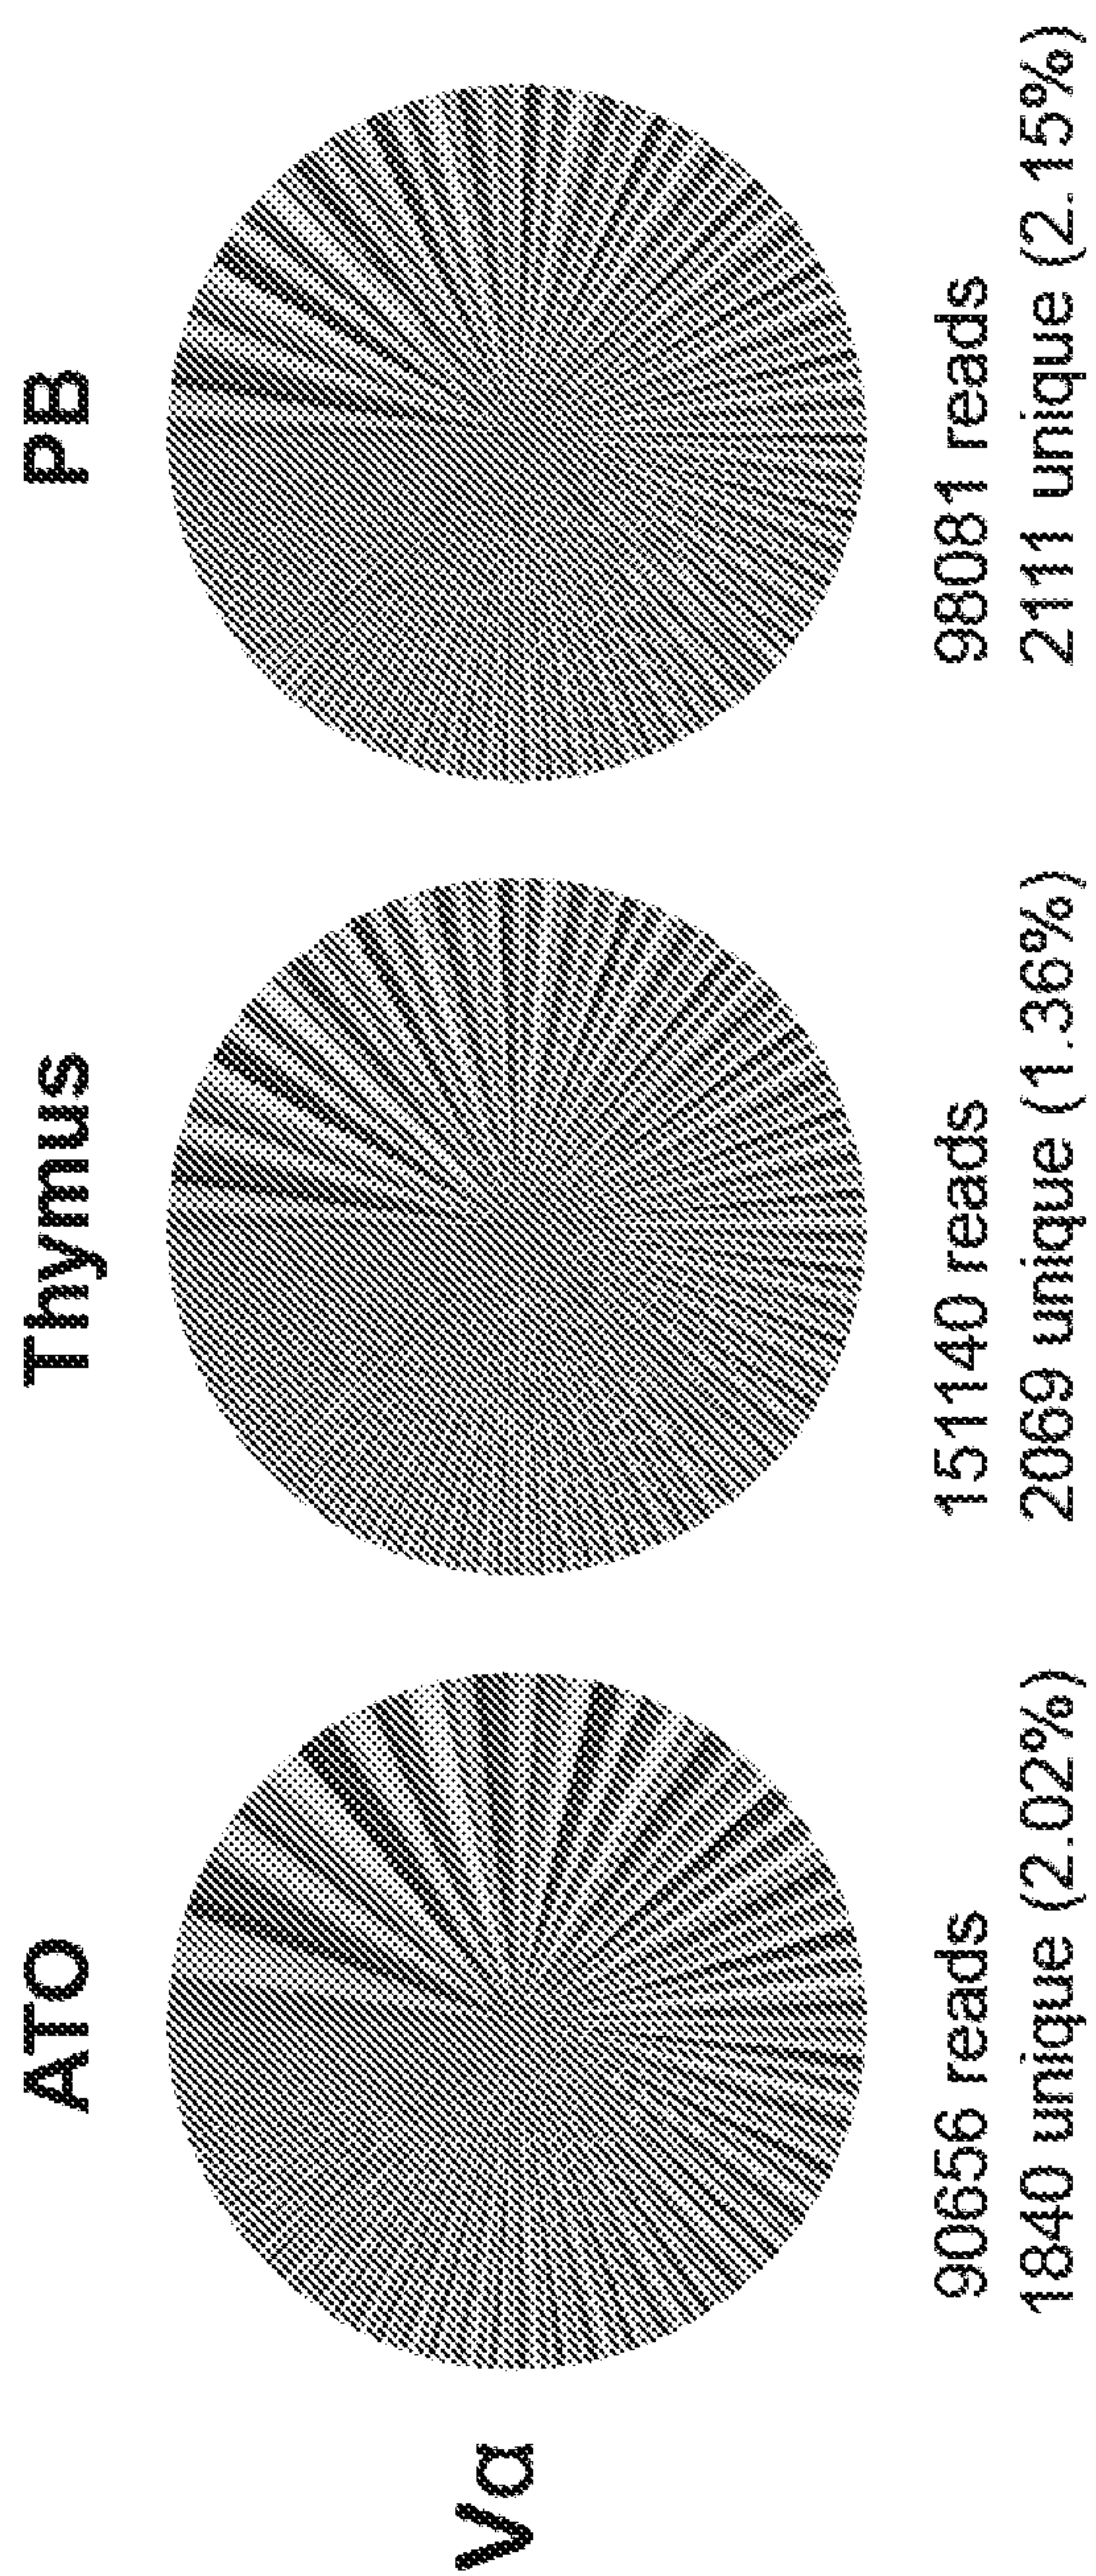 ATO
Thymus
PB
Vα
90656 reads
1840 unique (2.02%)
151140 reads
2069 unique (1.36%)
98081 reads
2111 unique (2.15%)